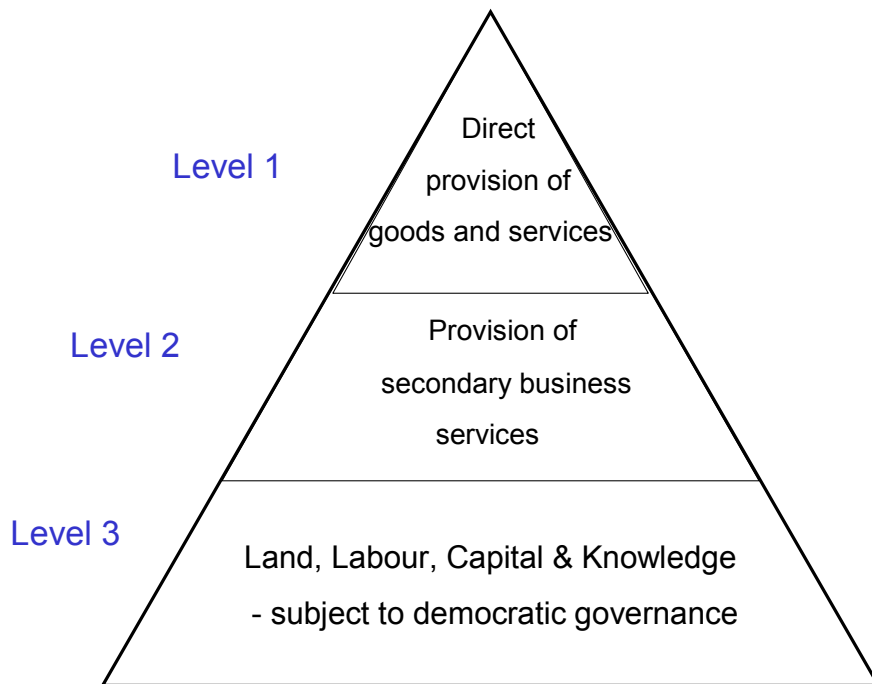 Level 1
Direct
provision of
goods and services
Level 2
Provision of
secondary business
services
Level 3
Land, Labour, Capital & Knowledge
- subject to democratic governance